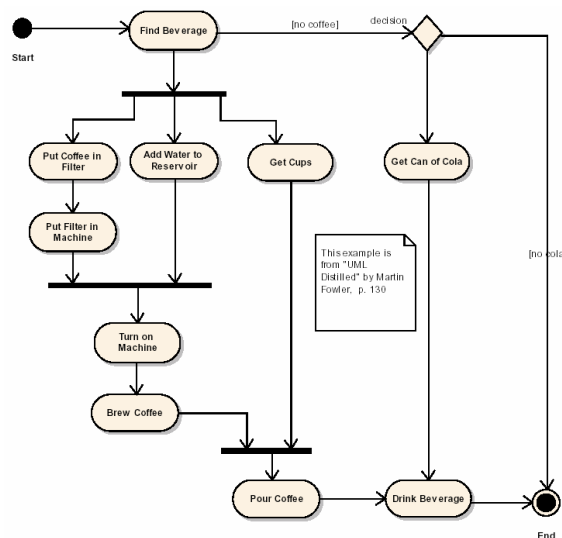 [no coffee]
decision
Find Beverage
Start
Put Coffee in
Filter
Add Water to
Reservoir
Get Cups
Get Can of Cola
Put Filter in
Machine
This example is
from "UML
Distilled" by Martin
Fowler, p. 130
[no cola
Turn on
Machine
Brew Coffee
Pour Coffee
Drink Beverage
End